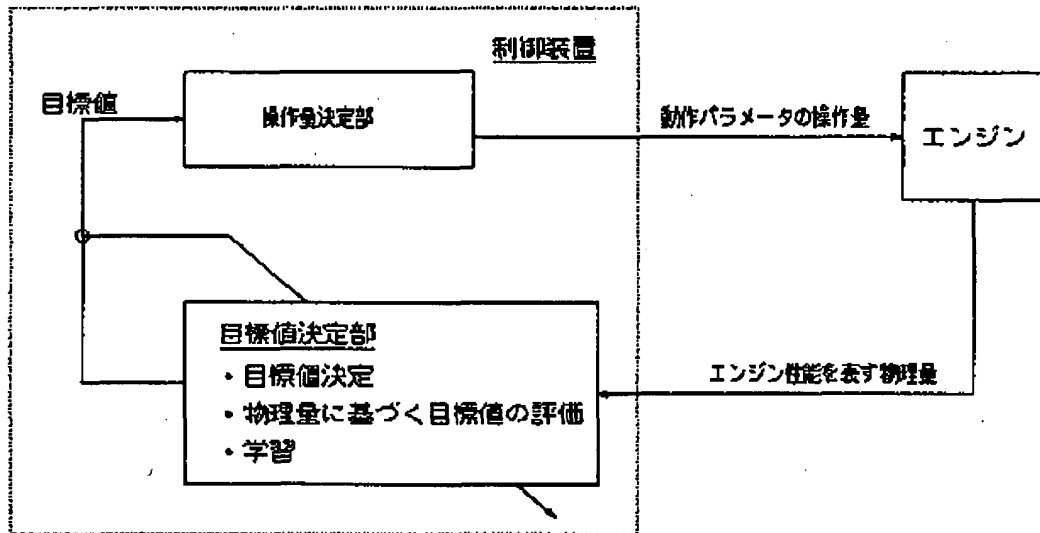 制御装置
目標値
操作量決定部
動作パラメータの操作量
エンジン
目標値決定部
・目標値決定
・物理量に基づく目標値の評価
・学習
エンジン性能を表す物理量